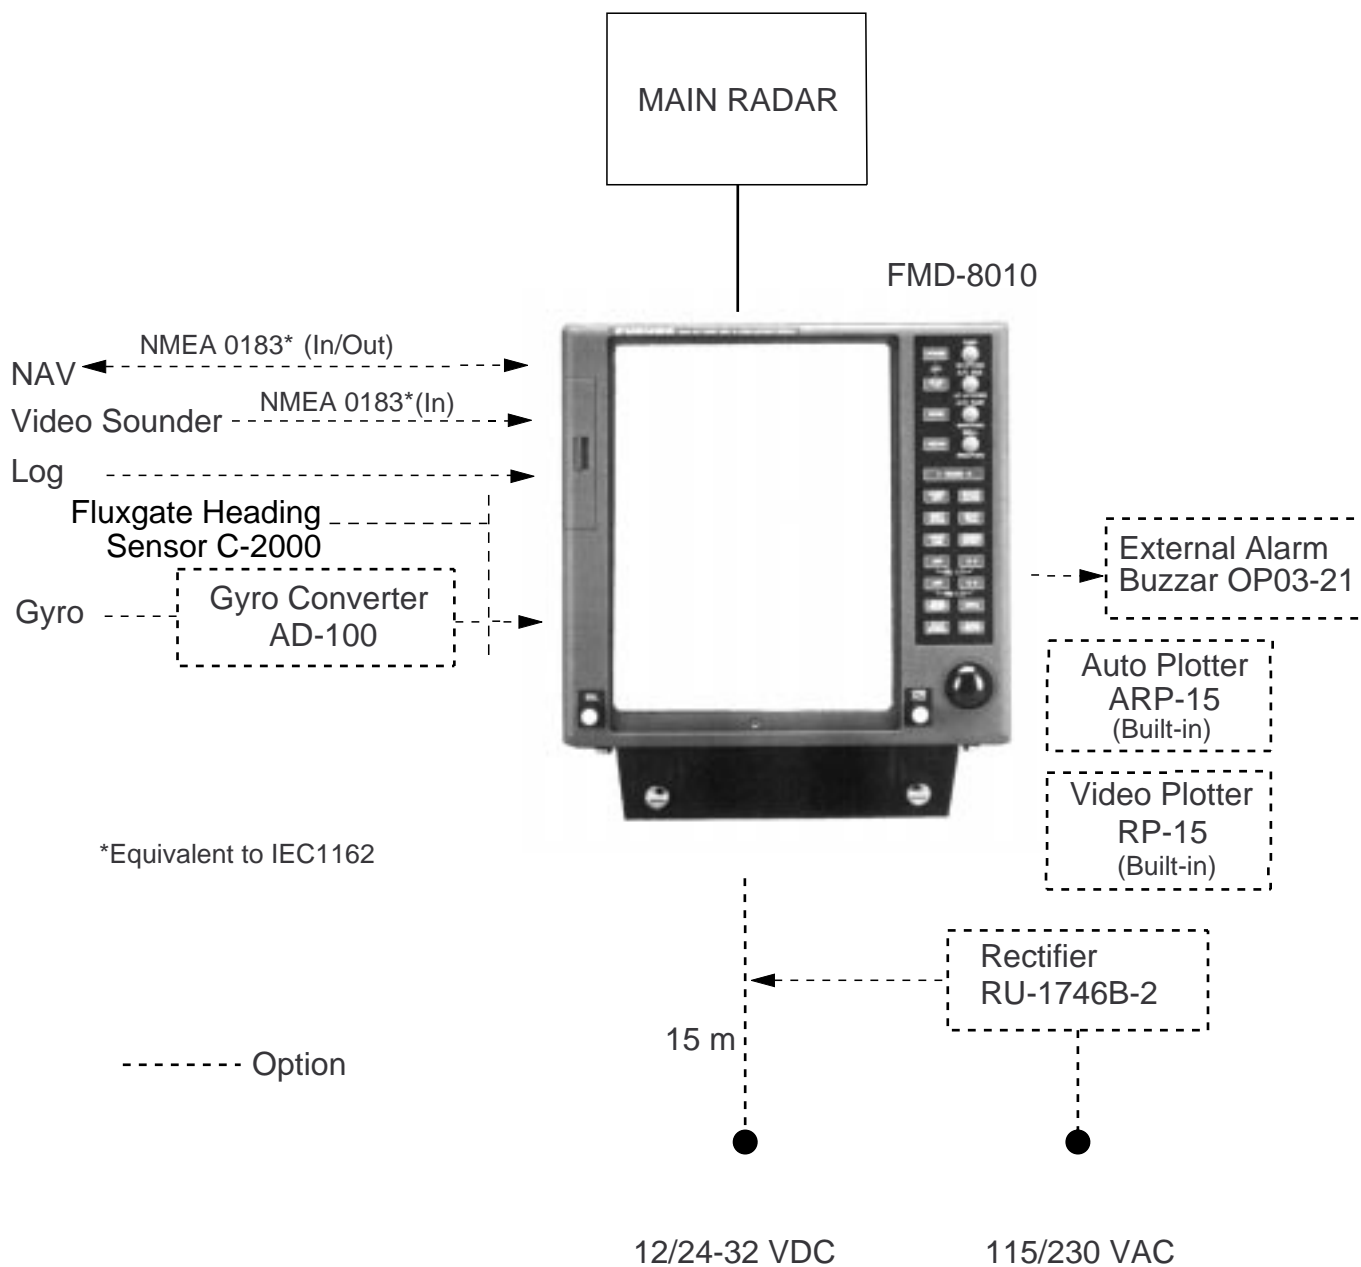 MAIN RADAR
FMD-8010
NMEA 0183* (In/Out)
NAV
NMEA 0183*(In)
Video Sounder
Log
Fluxgate Heading
Sensor C-2000
Gyro
Gyro Converter
AD-100
External Alarm
Buzzar OP03-21
Auto Plotter
ARP-15
(Built-in)
Video Plotter
RP-15
(Built-in)
*Equivalent to IEC1162
Rectifier
RU-1746B-2
15 m
Option
12/24-32 VDC
115/230 VAC